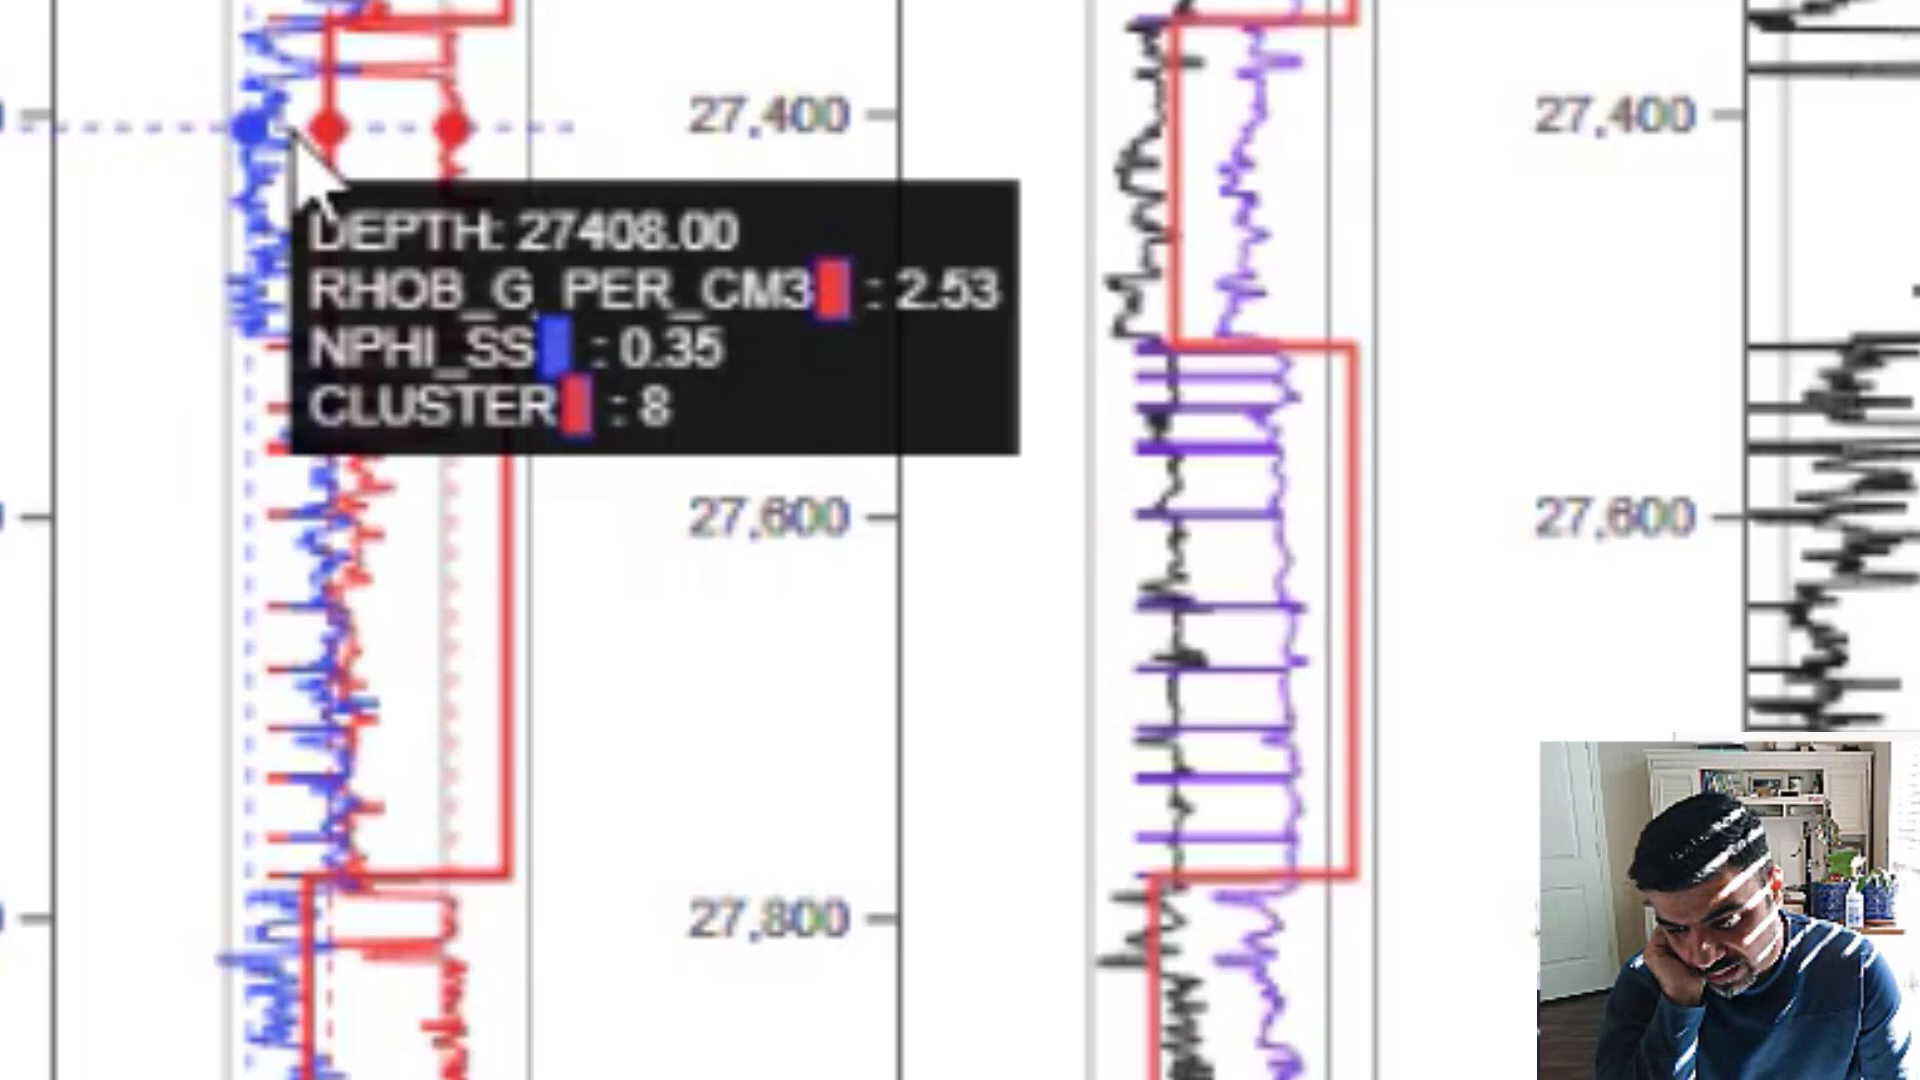 27,400
27,400
DEPTH: 27408.00
RHOB_G_PER_CM3 : 2.53
NPHI_SS : 0.35
CLUSTER : 8
27,600
27,600
27,800